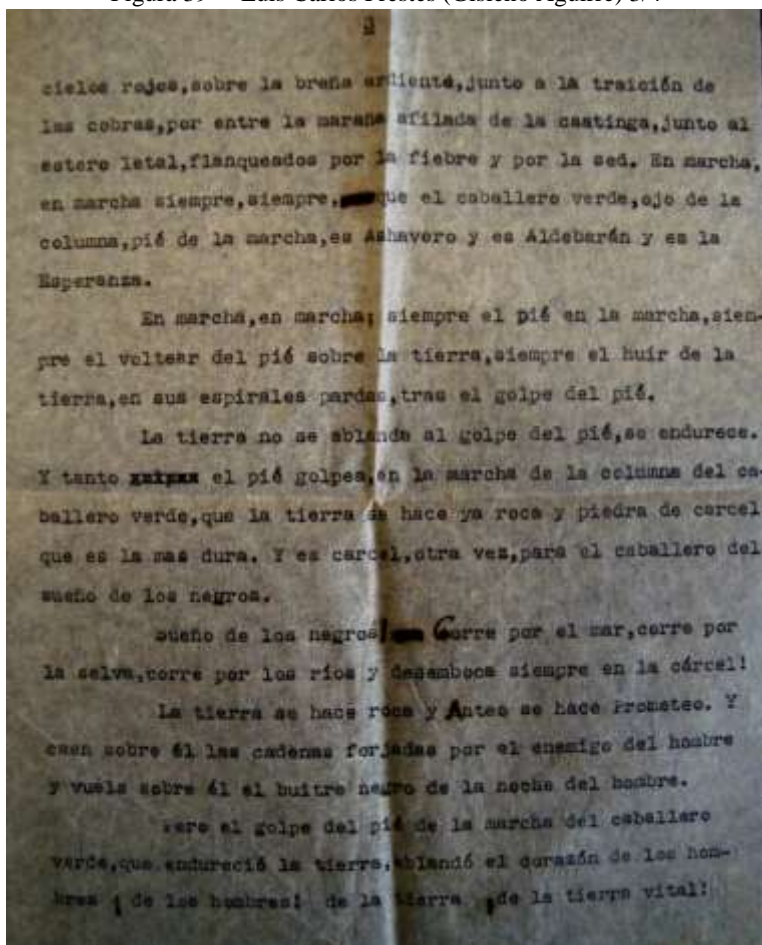 3
cielos rojos,sobre la breña ardiente,junto a la traición de
las cobras,por entre la maraña afilada de la caatinga,junto al
estero letal,flanqueados por la fiebre y por la sed. En marcha,
en marcha siempre,siempre, que el caballero verde,ojo de la
columna,pié de la marcha,es Ashavero y es Aldebarán y es la
Esperanza.
En marcha,en marcha; siempre el pié en la marcha,siem-
pre el voltear del pié sobre la tierra,siempre el huir de la
tierra,en sus espirales pardas,tras el golpe del pié.
La tierra no se ablanda al golpe del pié,se endurece.
Y tanto el pié golpea,en la marcha de la columna del ca-
ballero verde,que la tierra se hace ya roca y piedra de carcel
que es la mas dura. Y es carcel,otra vez,para el caballero del
sueño de los negros.
Sueño de los negros! Corre por el mar,corre por
la selva,corre por los ríos y desemboca siempre en la cárcel!
La tierra se hace roca y Anteo se hace Prometeo. Y
caen sobre él las cadenas forjadas por el enemigo del hombre
y vuela sobre él el buitre negro de la noche del hombre.
Pero el golpe del pié de la marcha del caballero
verde,que endureció la tierra,ablandó el corazón de los hom-
bres ¡ de los hombres! de la tierra ¡de la tierra vital!